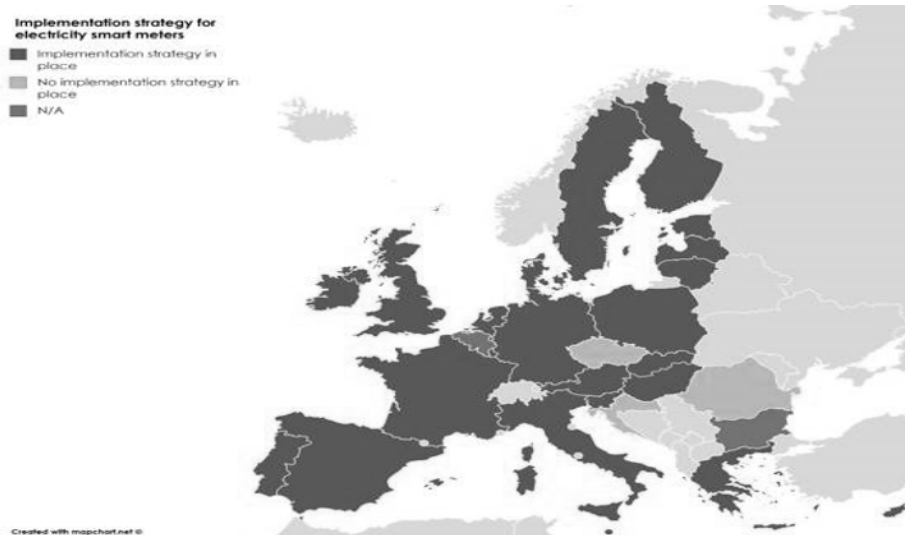 Implementation strategy for
electricity smart meters
Implementation strategy in
place
No implementation strategy in
place
N/A
Created with mapchart.net ©